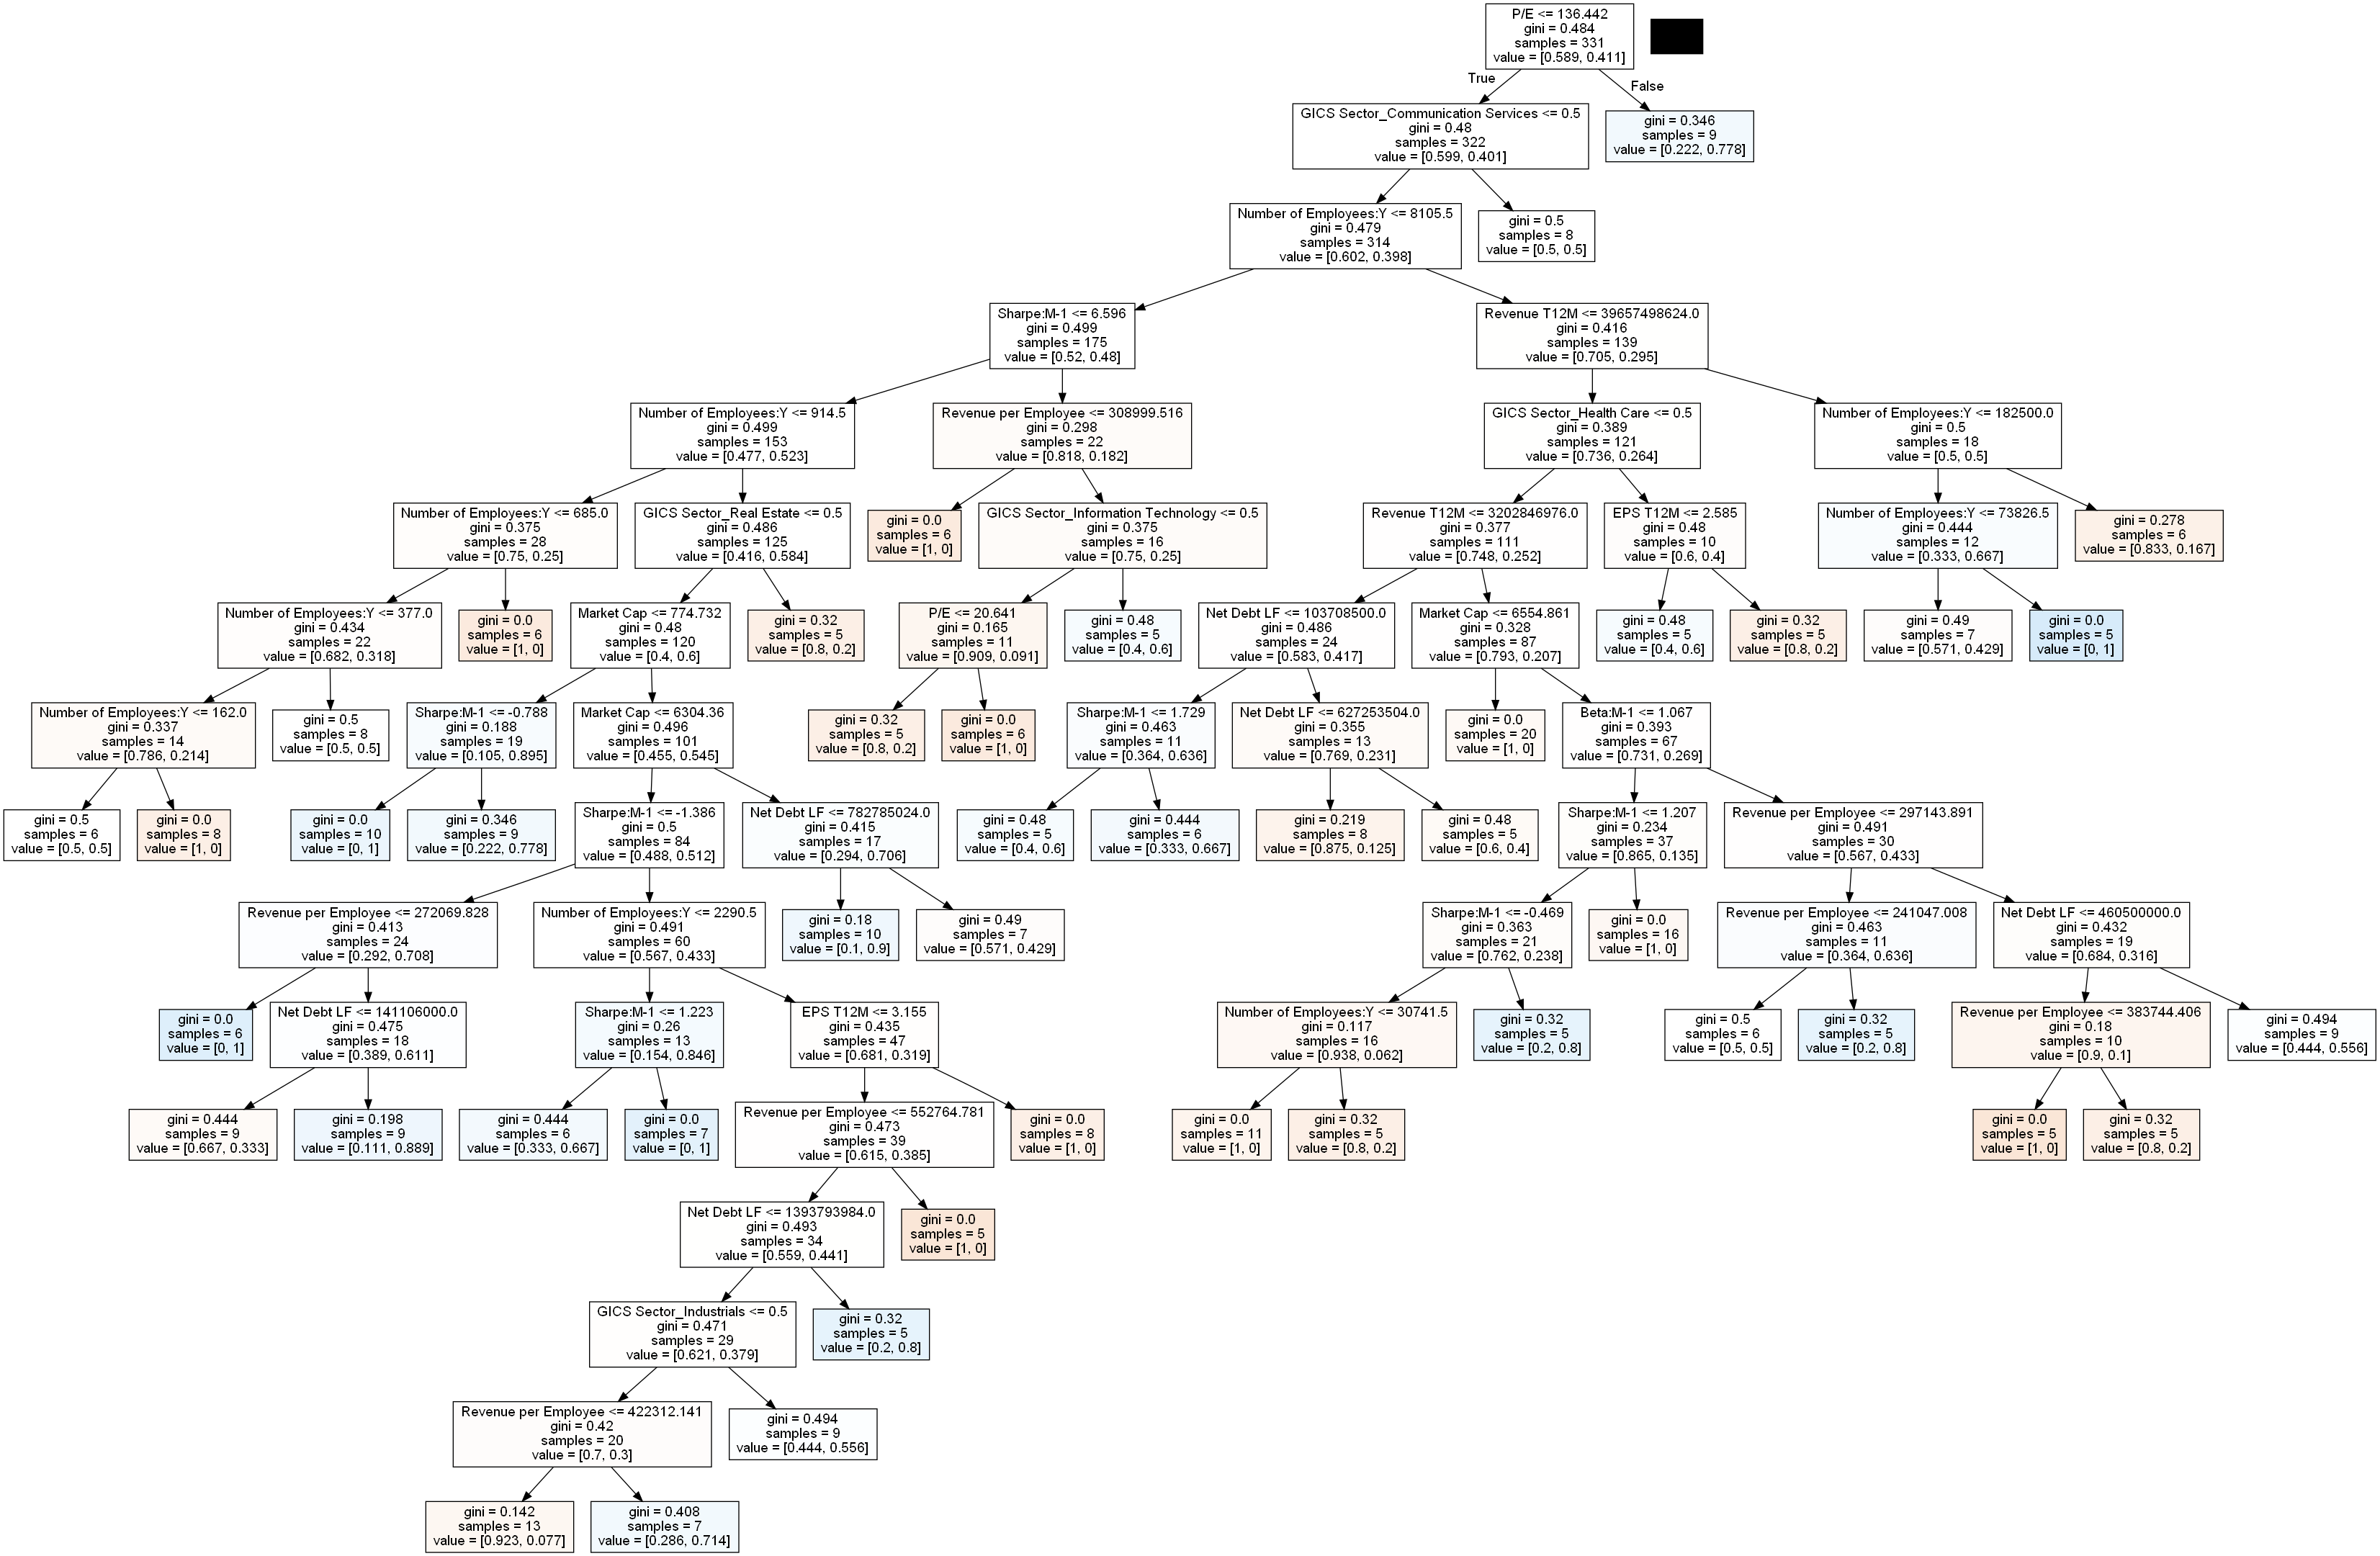 P/E <= 136.442
gini = 0.484
samples = 331
value = [0.589, 0.411]
True
False
GICS Sector_Communication Services <= 0.5
gini = 0.48
samples = 322
value = [0.599, 0.401]
gini = 0.346
samples = 9
value = [0.222, 0.778]
Number of Employees:Y <= 8105.5
gini = 0.479
samples = 314
value = [0.602, 0.398]
gini = 0.5
samples = 8
value = [0.5, 0.5]
Sharpe:M-1 <= 6.596
gini = 0.499
samples = 175
value = [0.52, 0.48]
Revenue T12M <= 39657498624.0
gini = 0.416
samples = 139
value = [0.705, 0.295]
Number of Employees:Y <= 914.5
gini = 0.499
samples = 153
value = [0.477, 0.523]
Revenue per Employee <= 308999.516
gini = 0.298
samples = 22
value = [0.818, 0.182]
GICS Sector_Health Care <= 0.5
gini = 0.389
samples = 121
value = [0.736, 0.264]
Number of Employees:Y <= 182500.0
gini = 0.5
samples = 18
value = [0.5, 0.5]
Number of Employees:Y <= 685.0
gini = 0.375
samples = 28
value = [0.75, 0.25]
GICS Sector_Real Estate <= 0.5
gini = 0.486
samples = 125
value = [0.416, 0.584]
gini = 0.0
samples = 6
value = [1, 0]
GICS Sector_Information Technology <= 0.5
gini = 0.375
samples = 16
value = [0.75, 0.25]
Revenue T12M <= 3202846976.0
gini = 0.377
samples = 111
value = [0.748, 0.252]
EPS T12M <= 2.585
gini = 0.48
samples = 10
value = [0.6, 0.4]
Number of Employees:Y <= 73826.5
gini = 0.444
samples = 12
value = [0.333, 0.667]
gini = 0.278
samples = 6
value = [0.833, 0.167]
Number of Employees:Y <= 377.0
gini = 0.434
samples = 22
value = [0.682, 0.318]
gini = 0.0
samples = 6
value = [1, 0]
Market Cap <= 774.732
gini = 0.48
samples = 120
value = [0.4, 0.6]
gini = 0.32
samples = 5
value = [0.8, 0.2]
P/E <= 20.641
gini = 0.165
samples = 11
value = [0.909, 0.091]
gini = 0.48
samples = 5
value = [0.4, 0.6]
Net Debt LF <= 103708500.0
gini = 0.486
samples = 24
value = [0.583, 0.417]
Market Cap <= 6554.861
gini = 0.328
samples = 87
value = [0.793, 0.207]
gini = 0.48
samples = 5
value = [0.4, 0.6]
gini = 0.32
samples = 5
value = [0.8, 0.2]
gini = 0.49
samples = 7
value = [0.571, 0.429]
gini = 0.0
samples = 5
value = [0, 1]
Number of Employees:Y <= 162.0
gini = 0.337
samples = 14
value = [0.786, 0.214]
gini = 0.5
samples = 8
value = [0.5, 0.5]
Sharpe:M-1 <= -0.788
gini = 0.188
samples = 19
value = [0.105, 0.895]
Market Cap <= 6304.36
gini = 0.496
samples = 101
value = [0.455, 0.545]
gini = 0.32
samples = 5
value = [0.8, 0.2]
gini = 0.0
samples = 6
value = [1, 0]
Sharpe:M-1 <= 1.729
gini = 0.463
samples = 11
value = [0.364, 0.636]
Net Debt LF <= 627253504.0
gini = 0.355
samples = 13
value = [0.769, 0.231]
gini = 0.0
samples = 20
value = [1, 0]
Beta:M-1 <= 1.067
gini = 0.393
samples = 67
value = [0.731, 0.269]
gini = 0.5
samples = 6
value = [0.5, 0.5]
gini = 0.0
samples = 8
value = [1, 0]
gini = 0.0
samples = 10
value = [0, 1]
gini = 0.346
samples = 9
value = [0.222, 0.778]
Sharpe:M-1 <= -1.386
gini = 0.5
samples = 84
value = [0.488, 0.512]
Net Debt LF <= 782785024.0
gini = 0.415
samples = 17
value = [0.294, 0.706]
gini = 0.48
samples = 5
value = [0.4, 0.6]
gini = 0.444
samples = 6
value = [0.333, 0.667]
gini = 0.219
samples = 8
value = [0.875, 0.125]
gini = 0.48
samples = 5
value = [0.6, 0.4]
Sharpe:M-1 <= 1.207
gini = 0.234
samples = 37
value = [0.865, 0.135]
Revenue per Employee <= 297143.891
gini = 0.491
samples = 30
value = [0.567, 0.433]
Revenue per Employee <= 272069.828
gini = 0.413
samples = 24
value = [0.292, 0.708]
Number of Employees:Y <= 2290.5
gini = 0.491
samples = 60
value = [0.567, 0.433]
gini = 0.18
samples = 10
value = [0.1, 0.9]
gini = 0.49
samples = 7
value = [0.571, 0.429]
Sharpe:M-1 <= -0.469
gini = 0.363
samples = 21
value = [0.762, 0.238]
gini = 0.0
samples = 16
value = [1, 0]
Revenue per Employee <= 241047.008
gini = 0.463
samples = 11
value = [0.364, 0.636]
Net Debt LF <= 460500000.0
gini = 0.432
samples = 19
value = [0.684, 0.316]
gini = 0.0
samples = 6
value = [0, 1]
Net Debt LF <= 141106000.0
gini = 0.475
samples = 18
value = [0.389, 0.611]
Sharpe:M-1 <= 1.223
gini = 0.26
samples = 13
value = [0.154, 0.846]
EPS T12M <= 3.155
gini = 0.435
samples = 47
value = [0.681, 0.319]
Number of Employees:Y <= 30741.5
gini = 0.117
samples = 16
value = [0.938, 0.062]
gini = 0.32
samples = 5
value = [0.2, 0.8]
gini = 0.5
samples = 6
value = [0.5, 0.5]
gini = 0.32
samples = 5
value = [0.2, 0.8]
Revenue per Employee <= 383744.406
gini = 0.18
samples = 10
value = [0.9, 0.1]
gini = 0.494
samples = 9
value = [0.444, 0.556]
gini = 0.444
samples = 9
value = [0.667, 0.333]
gini = 0.198
samples = 9
value = [0.111, 0.889]
gini = 0.444
samples = 6
value = [0.333, 0.667]
gini = 0.0
samples = 7
value = [0, 1]
Revenue per Employee <= 552764.781
gini = 0.473
samples = 39
value = [0.615, 0.385]
gini = 0.0
samples = 8
value = [1, 0]
gini = 0.0
samples = 11
value = [1, 0]
gini = 0.32
samples = 5
value = [0.8, 0.2]
gini = 0.0
samples = 5
value = [1, 0]
gini = 0.32
samples = 5
value = [0.8, 0.2]
Net Debt LF <= 1393793984.0
gini = 0.493
samples = 34
value = [0.559, 0.441]
gini = 0.0
samples = 5
value = [1, 0]
GICS Sector_Industrials <= 0.5
gini = 0.471
samples = 29
value = [0.621, 0.379]
gini = 0.32
samples = 5
value = [0.2, 0.8]
Revenue per Employee <= 422312.141
gini = 0.42
samples = 20
value = [0.7, 0.3]
gini = 0.494
samples = 9
value = [0.444, 0.556]
gini = 0.142
samples = 13
value = [0.923, 0.077]
gini = 0.408
samples = 7
value = [0.286, 0.714]